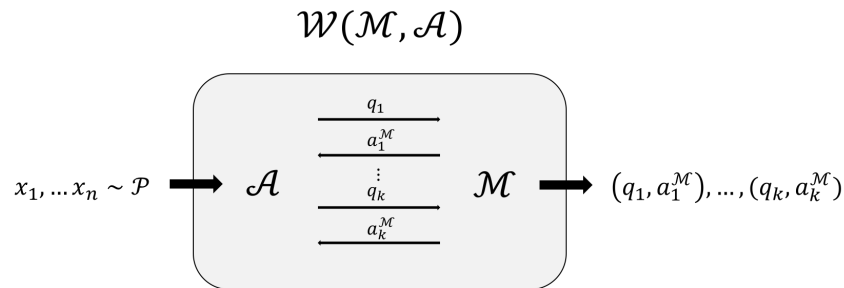 𝒲(ℳ, 𝒜)
q₁
a₁^ℳ
⋮
x₁, … xₙ ~ 𝒫
𝒜
ℳ
(q₁, a₁^ℳ), … , (qₖ, aₖ^ℳ)
qₖ
aₖ^ℳ